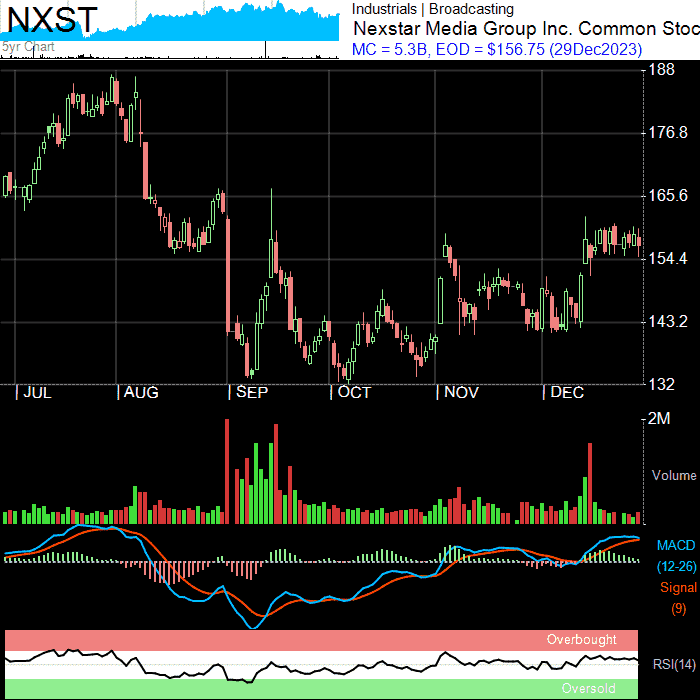 NXST
5yr Chart
Industrials | Broadcasting
Nexstar Media Group Inc. Common Stoc
MC = 5.3B, EOD = $156.75 (29Dec2023)
188
176.8
165.6
154.4
143.2
132
JUL AUG SEP OCT NOV DEC
2M
Volume
MACD
(12-26)
Signal
(9)
Overbought
RSI(14)
Oversold